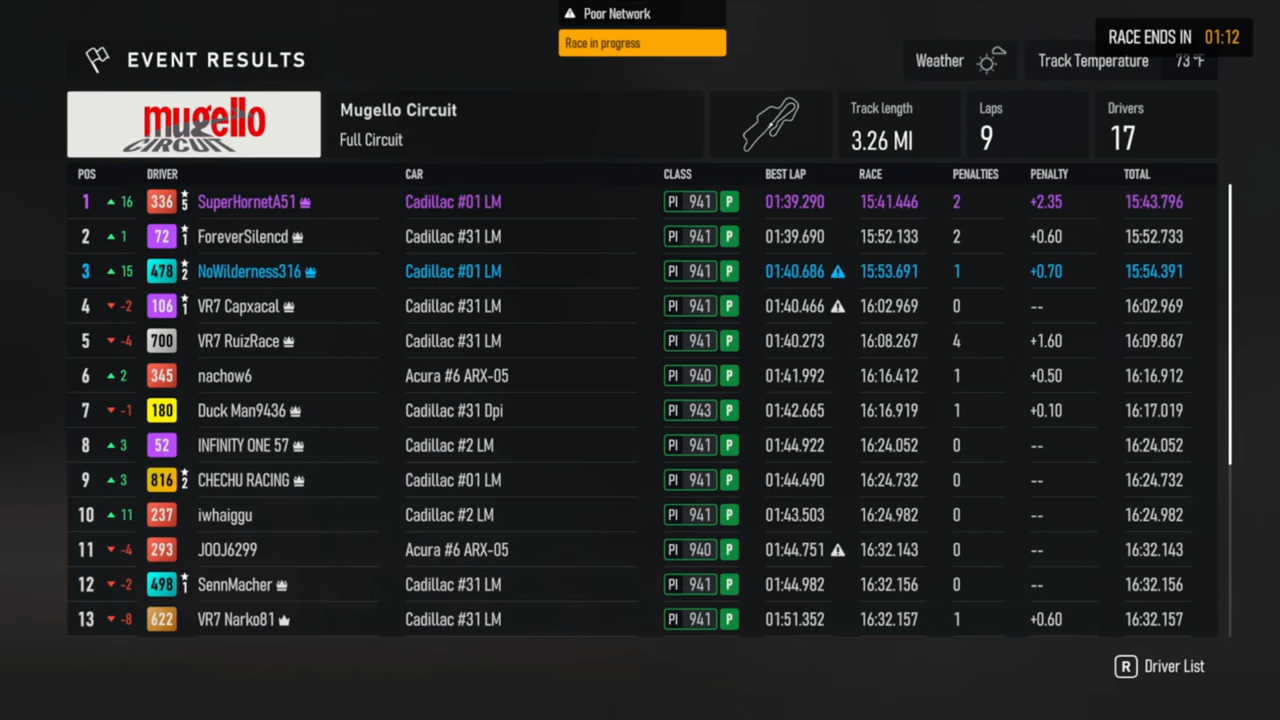 Poor Network
Race in progress
RACE ENDS IN 01:12
EVENT RESULTS
Weather
Track Temperature 73 °F
mugello CIRCUIT
Mugello Circuit
Full Circuit
Track length
3.26 MI
Laps
9
Drivers
17
POS DRIVER CAR CLASS BEST LAP RACE PENALTIES PENALTY TOTAL
1 16 336 5 SuperHornetA51 Cadillac #01 LM PI 941 P 01:39.290 15:41.446 2 +2.35 15:43.796
2 1 72 1 ForeverSilencd Cadillac #31 LM PI 941 P 01:39.690 15:52.133 2 +0.60 15:52.733
3 15 478 2 NoWilderness316 Cadillac #01 LM PI 941 P 01:40.686 15:53.691 1 +0.70 15:54.391
4 -2 106 1 VR7 Capxacal Cadillac #31 LM PI 941 P 01:40.466 16:02.969 0 -- 16:02.969
5 -4 700 VR7 RuizRace Cadillac #31 LM PI 941 P 01:40.273 16:08.267 4 +1.60 16:09.867
6 2 345 nachow6 Acura #6 ARX-05 PI 940 P 01:41.992 16:16.412 1 +0.50 16:16.912
7 -1 180 Duck Man9436 Cadillac #31 Dpi PI 943 P 01:42.665 16:16.919 1 +0.10 16:17.019
8 3 52 INFINITY ONE 57 Cadillac #2 LM PI 941 P 01:44.922 16:24.052 0 -- 16:24.052
9 3 816 2 CHECHU RACING Cadillac #01 LM PI 941 P 01:44.490 16:24.732 0 -- 16:24.732
10 11 237 iwhaiggu Cadillac #2 LM PI 941 P 01:43.503 16:24.982 0 -- 16:24.982
11 -4 293 JOOJ6299 Acura #6 ARX-05 PI 940 P 01:44.751 16:32.143 0 -- 16:32.143
12 -2 498 1 SennMacher Cadillac #31 LM PI 941 P 01:44.982 16:32.156 0 -- 16:32.156
13 -8 622 VR7 Narko81 Cadillac #31 LM PI 941 P 01:51.352 16:32.157 1 +0.60 16:32.157
R Driver List